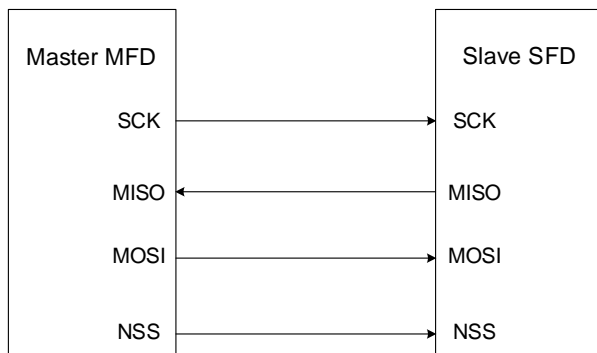 Master MFD
Slave SFD
SCK
SCK
MISO
MISO
MOSI
MOSI
NSS
NSS